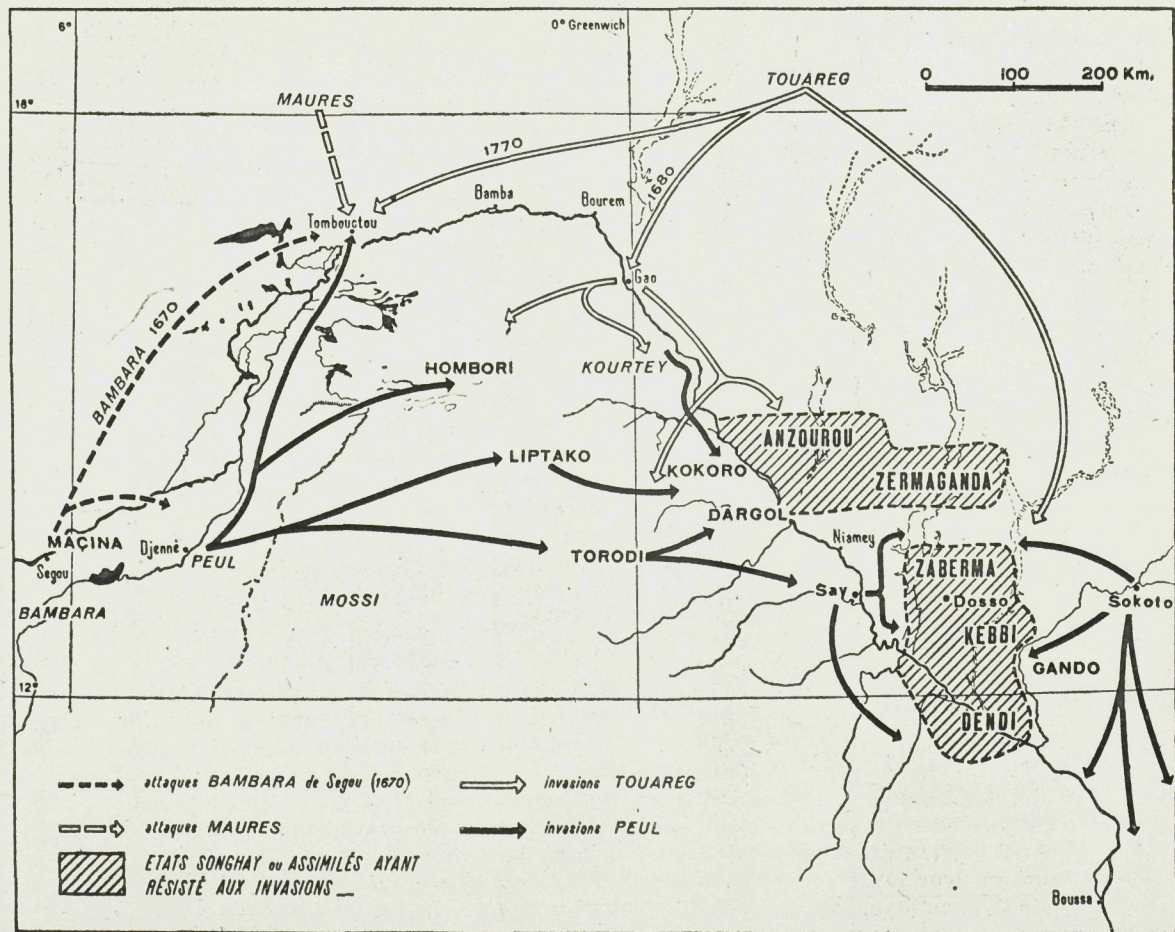 6°
0° Greenwich
TOUAREG
0 100 200 Km.
18°
MAURES
1770
1680
Bamba
Bourem
Tombouctou
Gao
BAMBARA 1670
KOURTEY
HOMBORI
ANZOUROU
LIPTAKO
KOKORO
ZERMAGANDA
DARGOL
MAÇINA
Djenné
PEUL
Niamey
TORODI
ZABERMA
Segou
Say
Dosso
Sokoto
MOSSI
BAMBARA
KEBBI
GANDO
12°
DENDI
attaques BAMBARA de Segou (1670)
invasions TOUAREG
attaques MAURES
invasions PEUL
ETATS SONGHAY ou ASSIMILÉS AYANT
RÉSISTÉ AUX INVASIONS _
Boussa